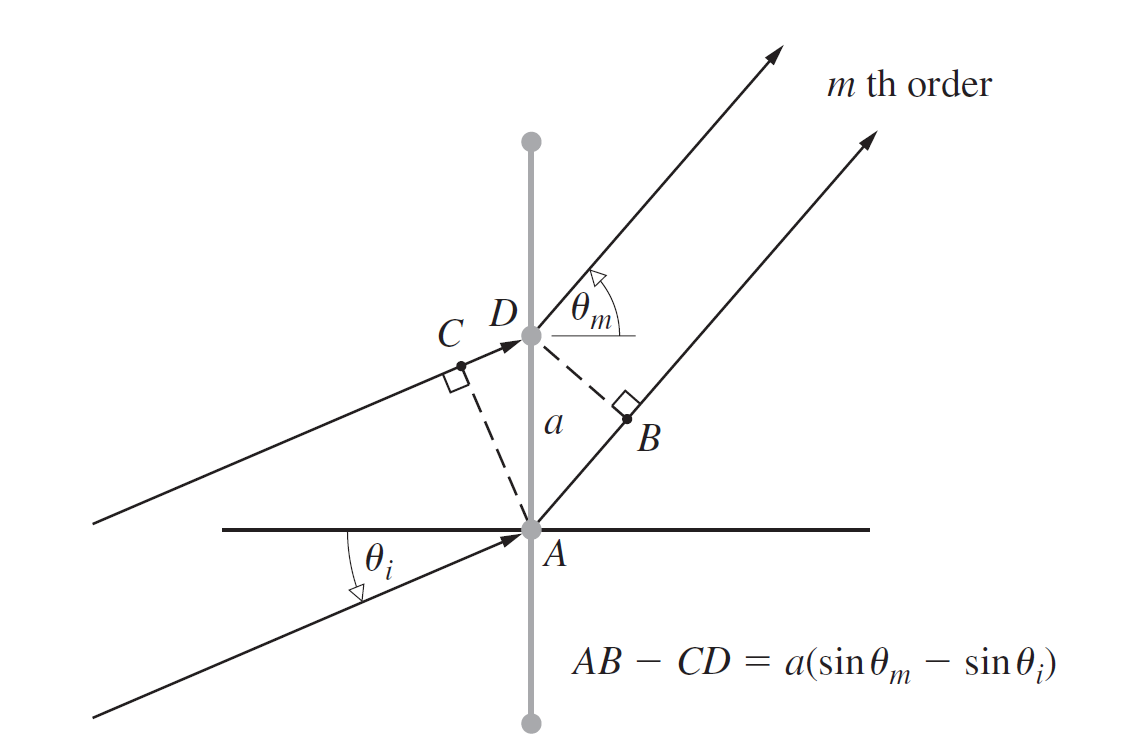 m th order
D
θm
C
a
B
θi
A
AB − CD = a(sin θm − sin θi)